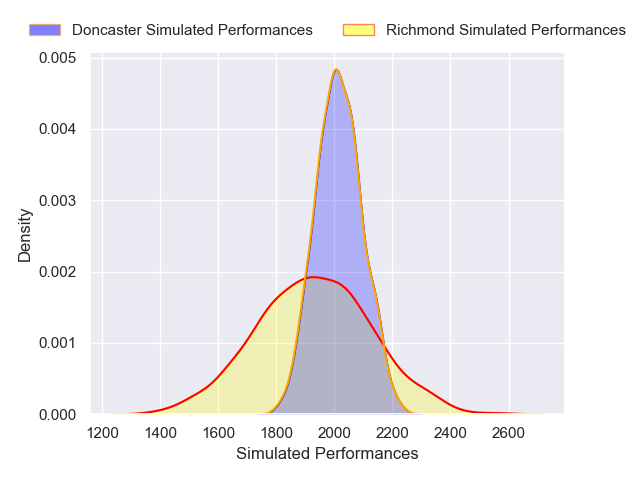 Doncaster Simulated Performances Richmond Simulated Performances
0.005
0.004
0.003
0.002
0.001
0.000
Density
1200 1400 1600 1800 2000 2200 2400 2600
Simulated Performances